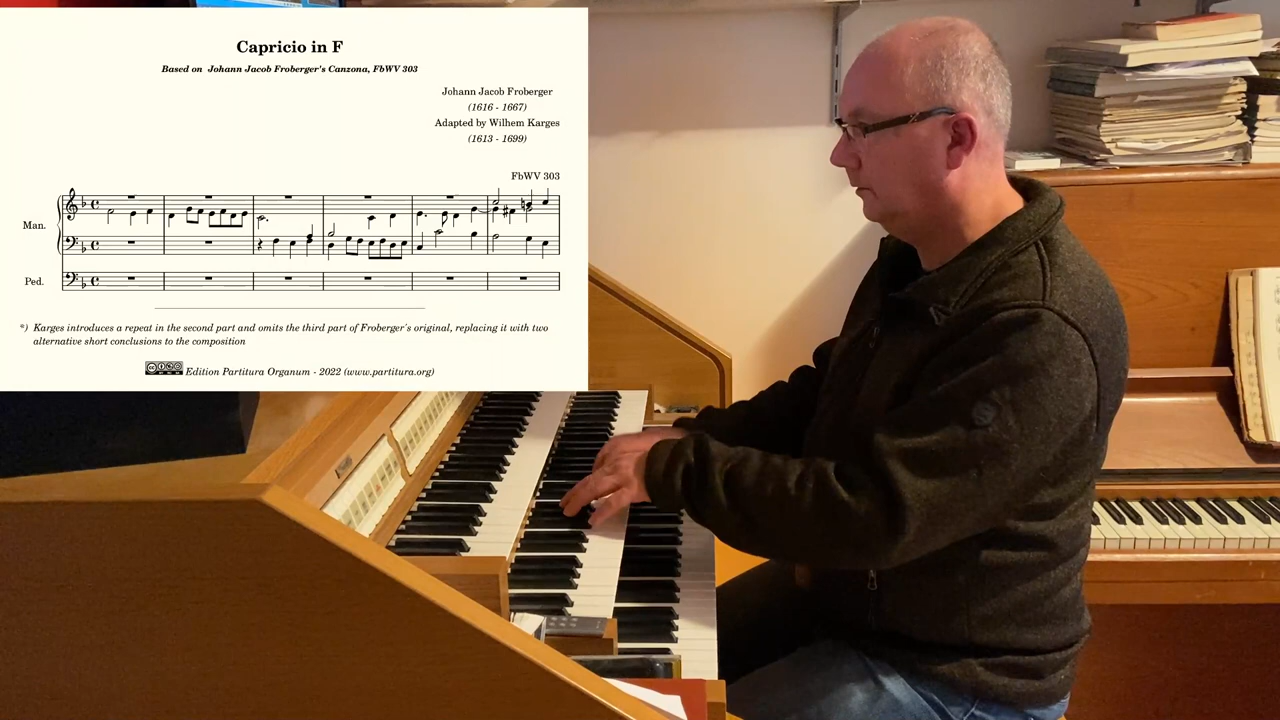 Capricio in F
Based on Johann Jacob Froberger's Canzona, FbWV 303
Johann Jacob Froberger
(1616 - 1667)
Adapted by Wilhem Karges
(1613 - 1699)
FbWV 303
Man.
Ped.
*) Karges introduces a repeat in the second part and omits the third part of Froberger's original, replacing it with two
alternative short conclusions to the composition
Edition Partitura Organum - 2022 (www.partitura.org)